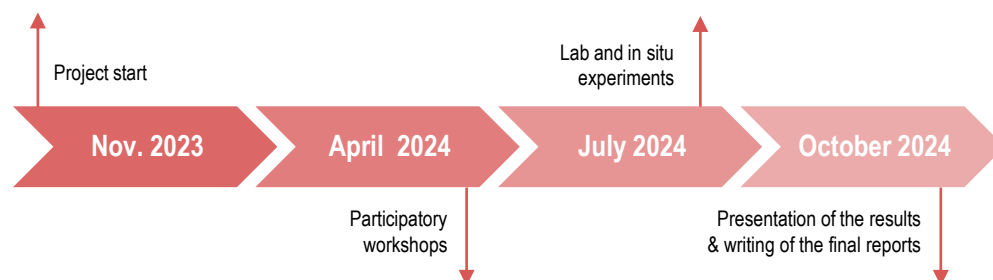 Project start
Lab and in situ
experiments
Nov. 2023
April 2024
July 2024
October 2024
Participatory
workshops
Presentation of the results
& writing of the final reports